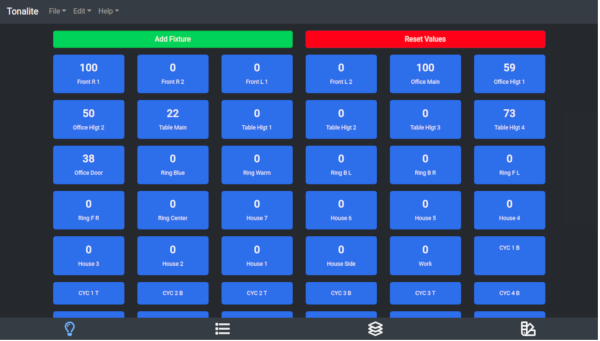 Tonalite File Edit Help
Add Fixture Reset Values
100 0 0 0 100 59
Front R 1 Front R 2 Front L 1 Front L 2 Office Main Office Hlgt 1
50 22 0 0 0 73
Office Hlgt 2 Table Main Table Hlgt 1 Table Hlgt 2 Table Hlgt 3 Table Hlgt 4
38 0 0 0 0 0
Office Door Ring Blue Ring Warm Ring B L Ring B R Ring F L
0 0 0 0 0 0
Ring F R Ring Center House 7 House 6 House 5 House 4
0 0 0 0 0 CYC 1 B
House 3 House 2 House 1 House Side Work
CYC 1 T CYC 2 B CYC 2 T CYC 3 B CYC 3 T CYC 4 B